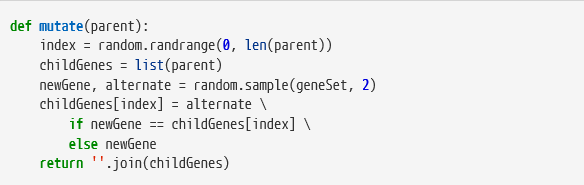 def mutate(parent):
    index = random.randrange(0, len(parent))
    childGenes = list(parent)
    newGene, alternate = random.sample(geneSet, 2)
    childGenes[index] = alternate \
        if newGene == childGenes[index] \
        else newGene
    return ''.join(childGenes)